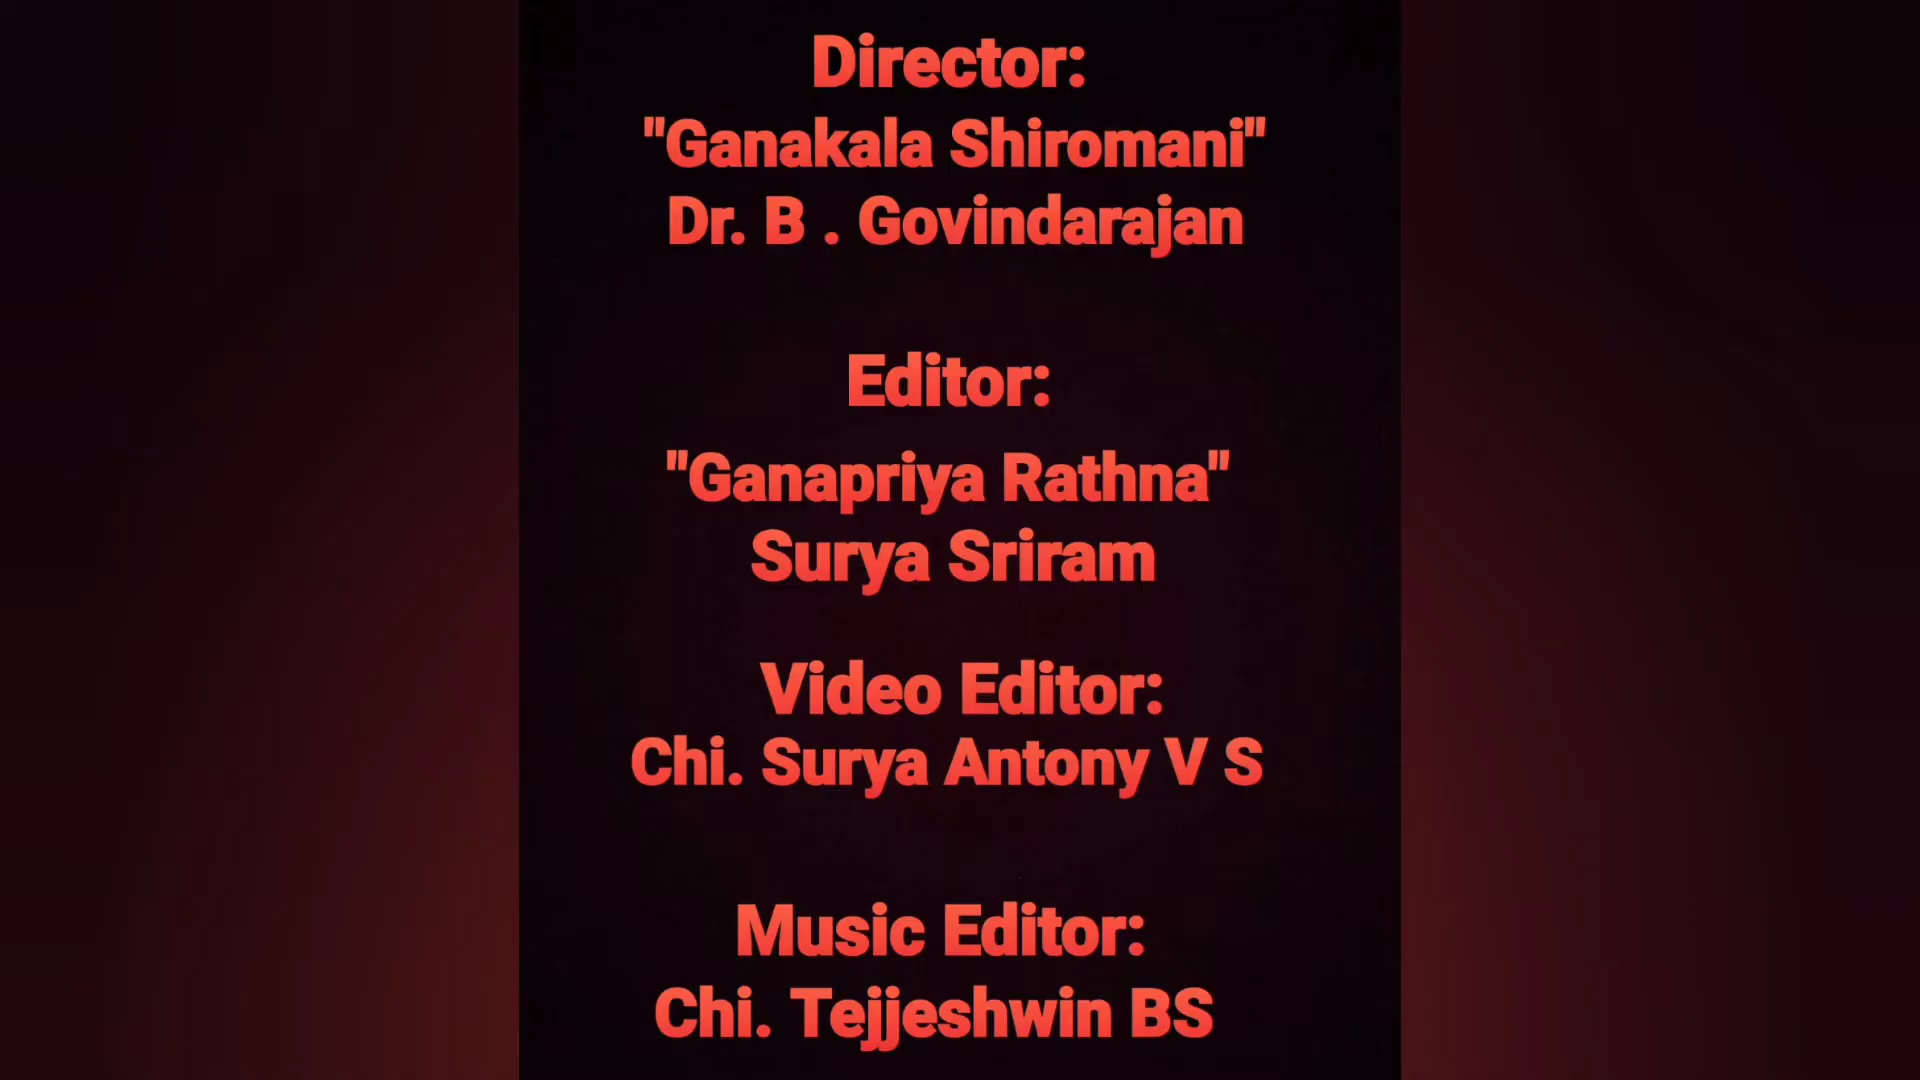 Director:
"Ganakala Shiromani"
Dr. B . Govindarajan
Editor:
"Ganapriya Rathna"
Surya Sriram
Video Editor:
Chi. Surya Antony V S
Music Editor:
Chi. Tejjeshwin BS